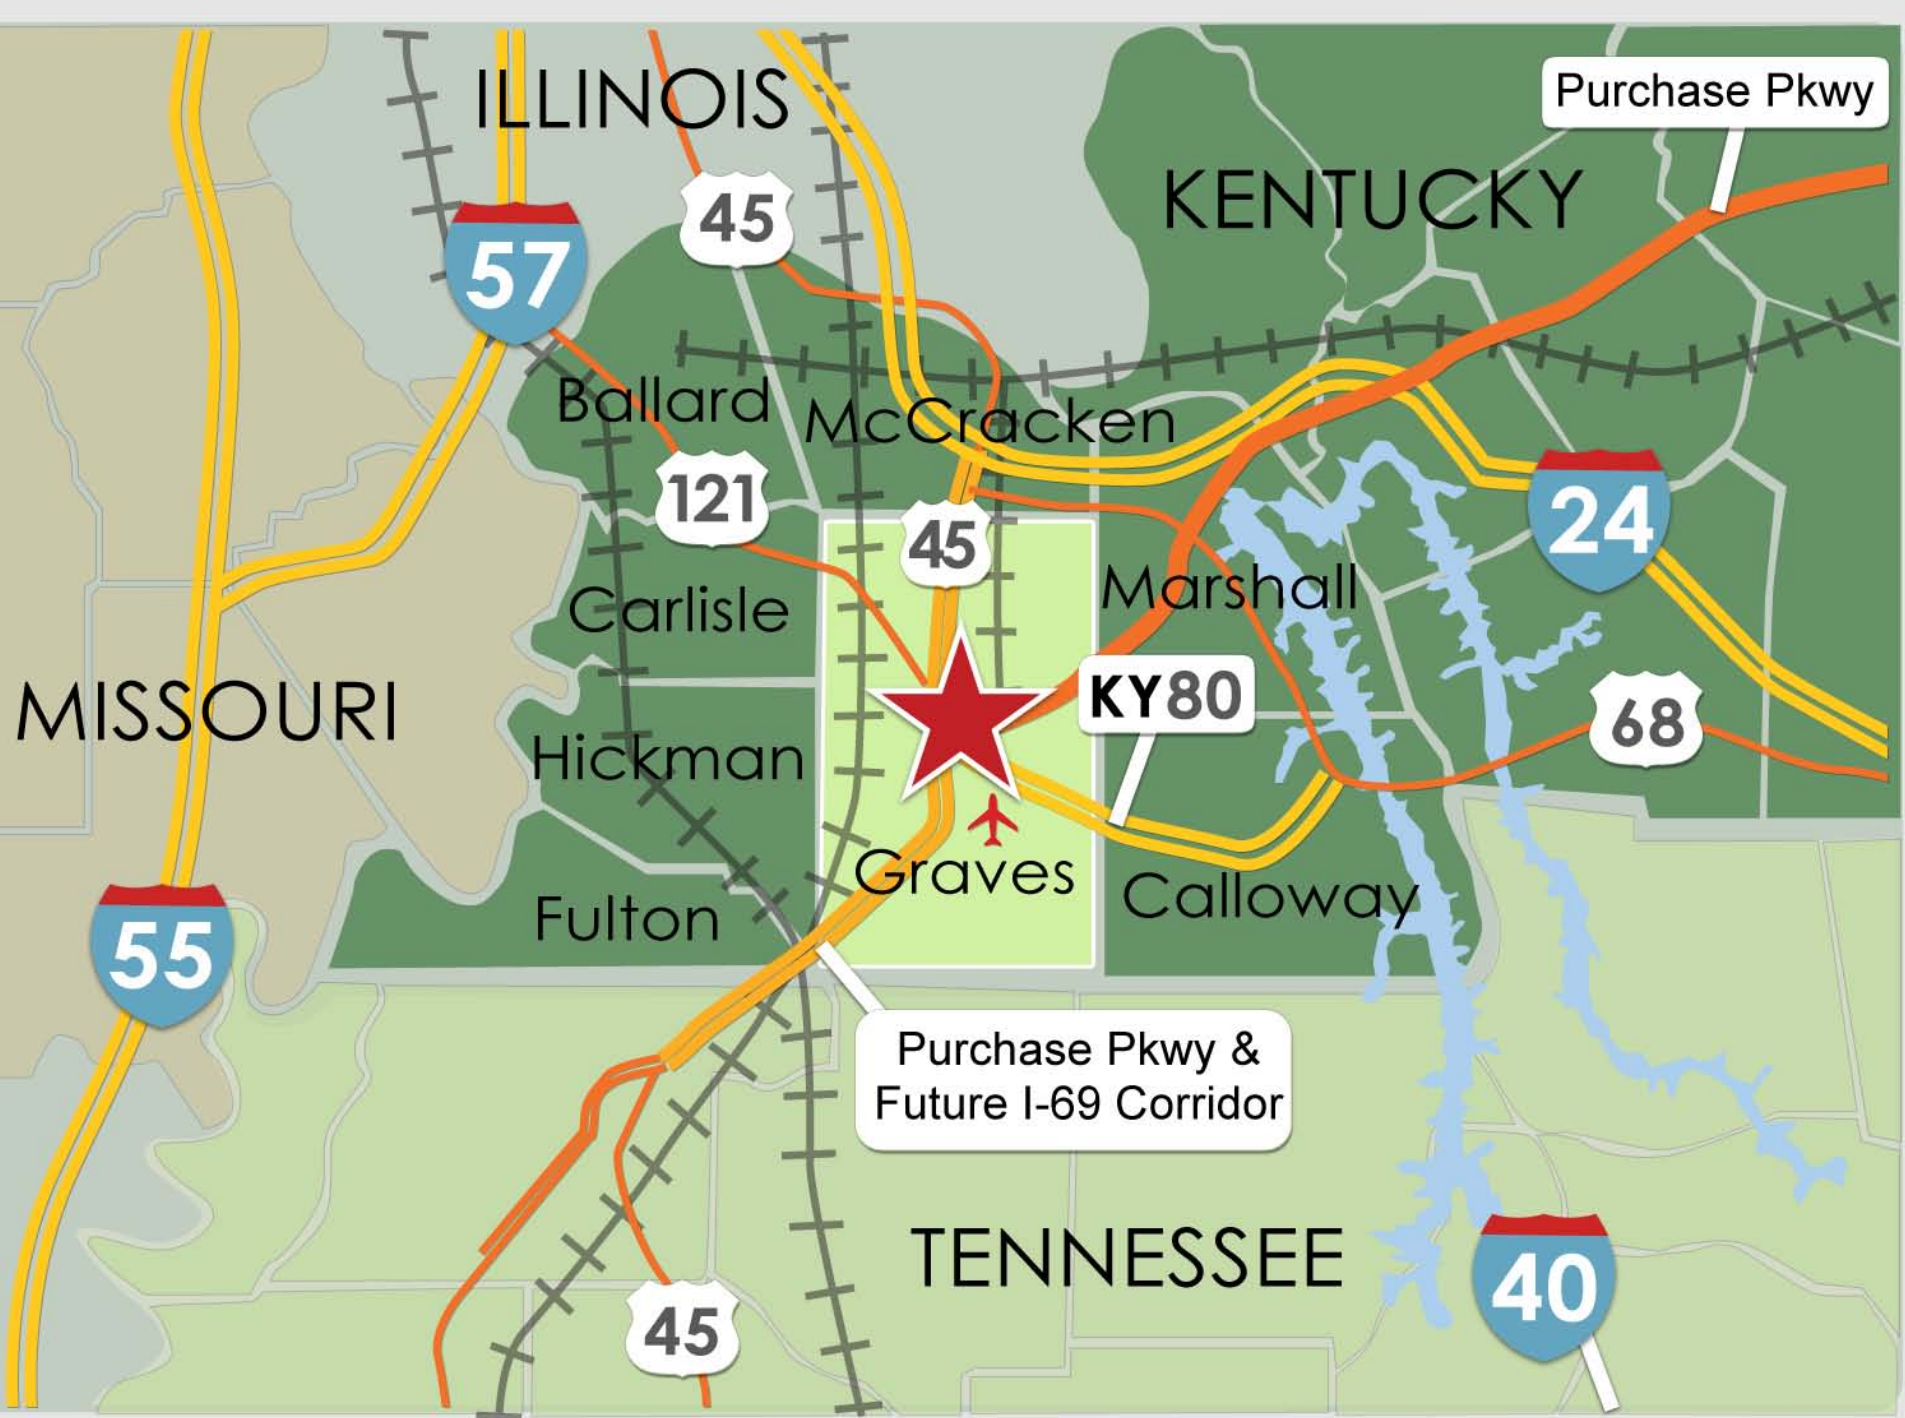 ILLINOIS
Purchase Pkwy
KENTUCKY
45
57
Ballard
McCracken
121
45
24
Carlisle
Marshall
MISSOURI
KY80
68
Hickman
Graves
Calloway
Fulton
55
Purchase Pkwy &
Future I-69 Corridor
TENNESSEE
40
45